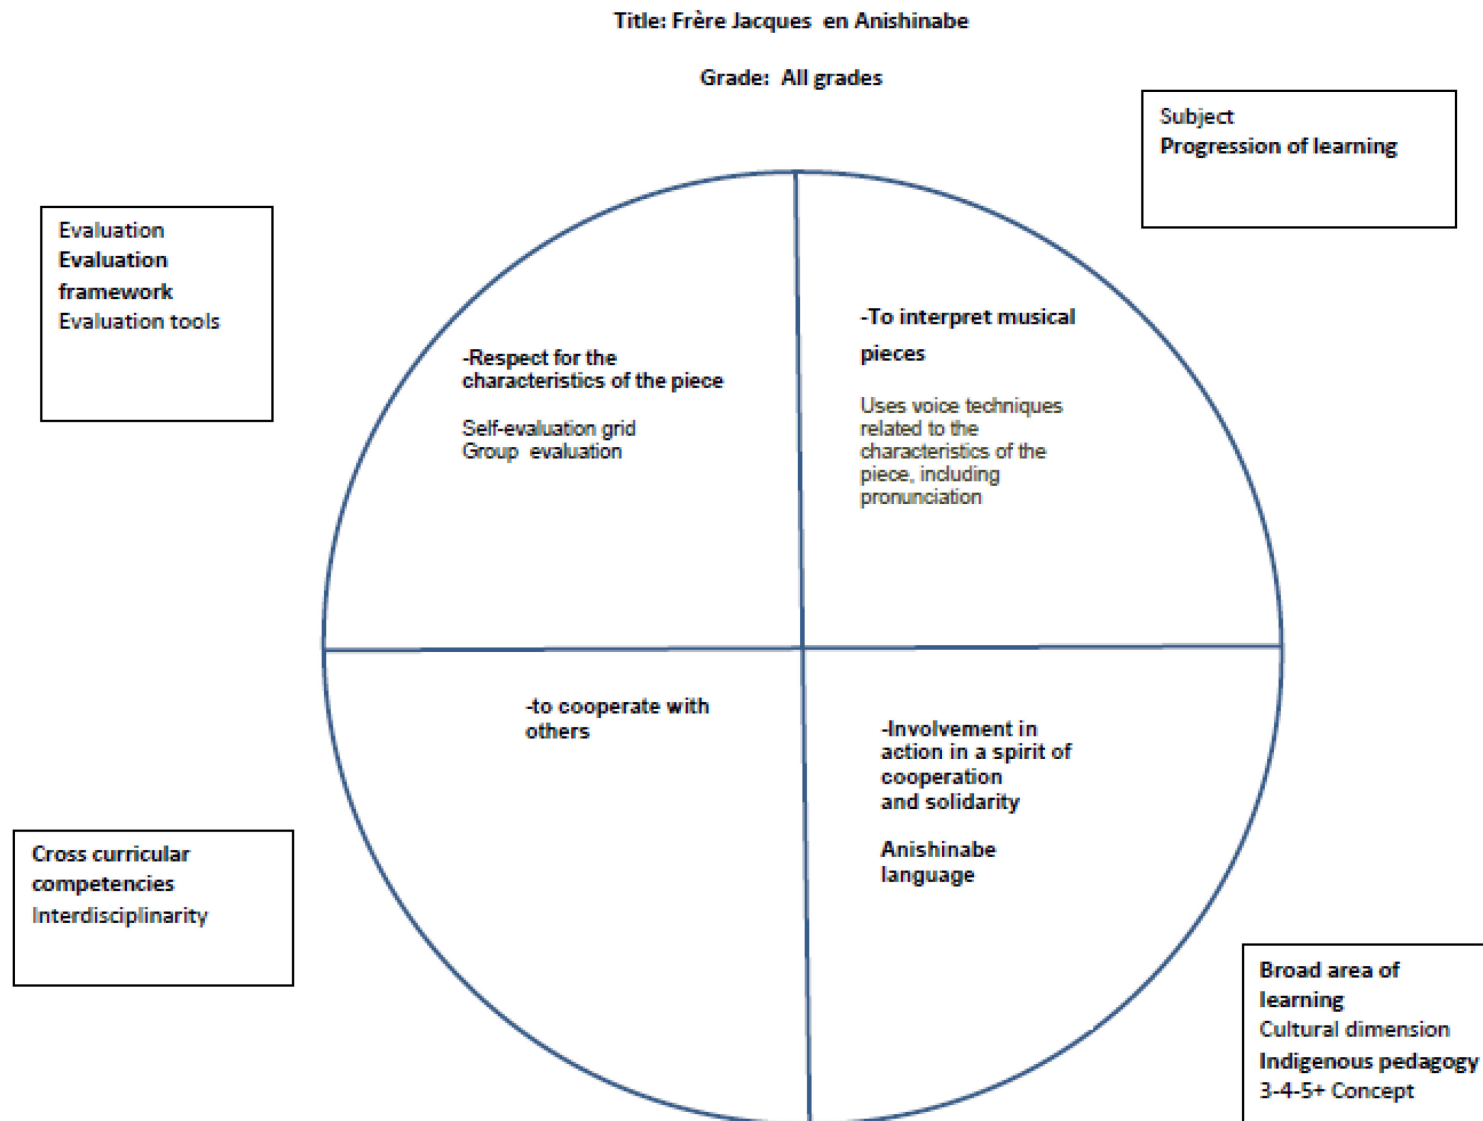 Title: Frère Jacques en Anishinabe
Grade: All grades
Subject
Progression of learning
Evaluation
Evaluation
framework
Evaluation tools
-Respect for the
characteristics of the piece
Self-evaluation grid
Group evaluation
-To interpret musical
pieces
Uses voice techniques
related to the
characteristics of the
piece, including
pronunciation
-to cooperate with
others
-Involvement in
action in a spirit of
cooperation
and solidarity
Anishinabe
language
Cross curricular
competencies
Interdisciplinarity
Broad area of
learning
Cultural dimension
Indigenous pedagogy
3-4-5+ Concept